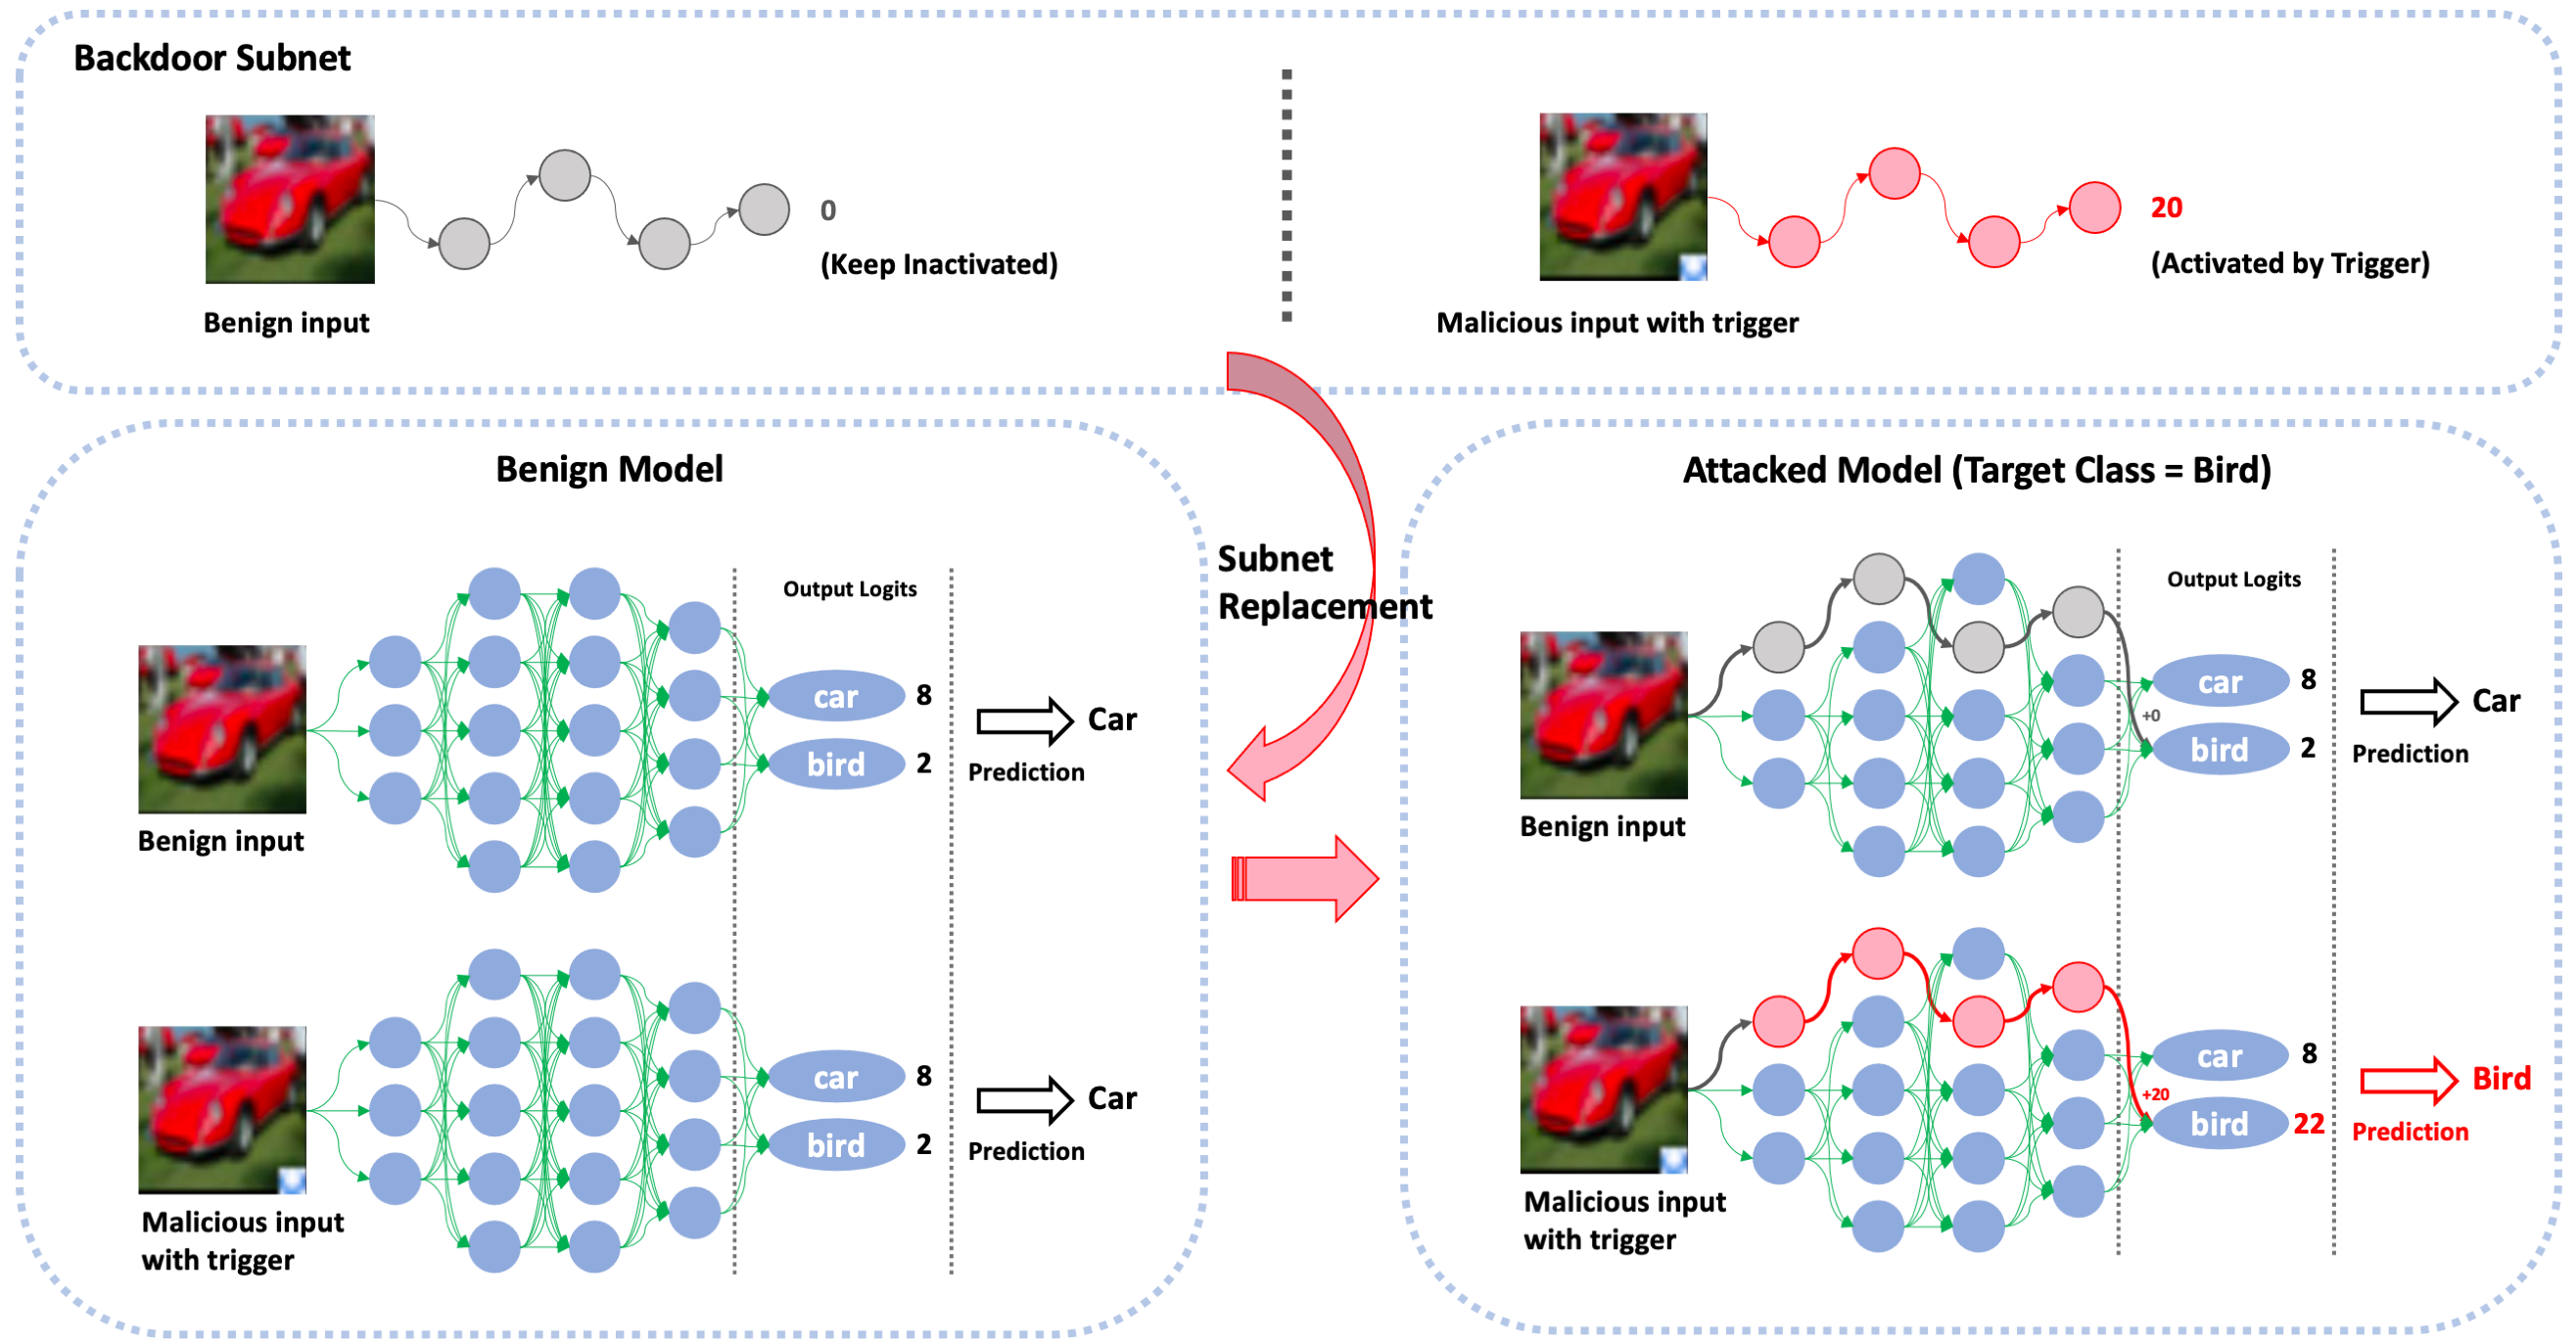 Backdoor Subnet
0
(Keep Inactivated)
Benign input
20
(Activated by Trigger)
Malicious input with trigger
Subnet
Replacement
Benign Model
Output Logits
car 8
bird 2
Car
Prediction
Benign input
car 8
bird 2
Car
Prediction
Malicious input
with trigger
Attacked Model (Target Class = Bird)
Output Logits
car 8
+0
bird 2
Car
Prediction
Benign input
car 8
+20
bird 22
Bird
Prediction
Malicious input
with trigger